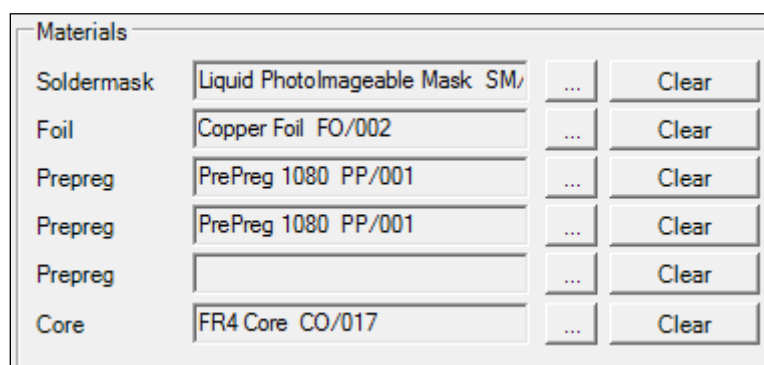 Materials
Soldermask Liquid PhotoImageable Mask SM/ ... Clear
Foil Copper Foil FO/002 ... Clear
Prepreg PrePreg 1080 PP/001 ... Clear
Prepreg PrePreg 1080 PP/001 ... Clear
Prepreg ... Clear
Core FR4 Core CO/017 ... Clear